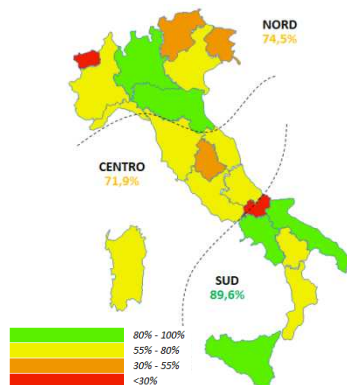 NORD
74,5%
CENTRO
71,9%
SUD
89,6%
80% - 100%
55% - 80%
30% - 55%
<30%